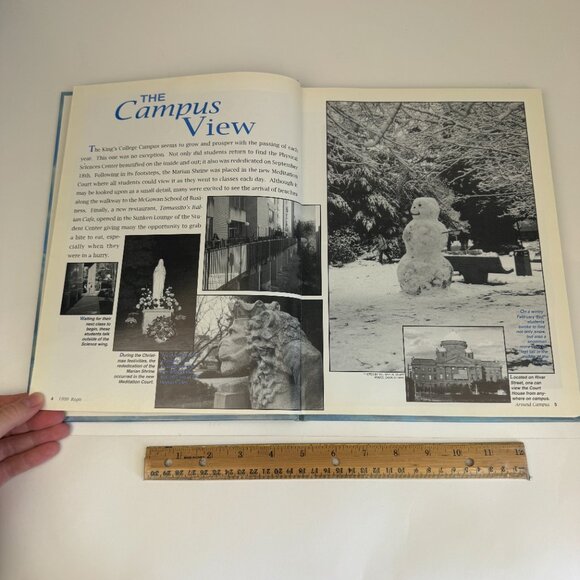 THE
Campus
View
The King's College Campus seems to grow and prosper with the passing of each
year. This one was no exception. Not only did students return to find the Physical
Sciences Center beautified on the inside and out; it also was rededicated on September
18th. Following in its footsteps, the Marian Shrine was placed in the new Meditation
Court where all students could view it as they went to classes each day. Although it
may be looked upon as a small detail, many were excited to see the arrival of benches
along the walkway to the McGowan School of Busi-
ness. Finally, a new restaurant, Ital-
ian Cafe, opened in the Sunken Lounge of the Stu-
dent Center giving many the opportunity to grab
a bite to eat, espe-
cially when they
were in a hurry.
Waiting for their
next class to
begin, these
students talk
outside of the
Science wing.
During the Christ-
mas festivities, the
rededication of the
Marian Shrine
occurred in the new
Meditation Court.
4 1999 Regis
On a wintry
students
Located on River
Street, one can
view the Court
House from any-
where on campus.
Around Campus 5
1 2 3 4 5 6 7 8 9 10 11 12